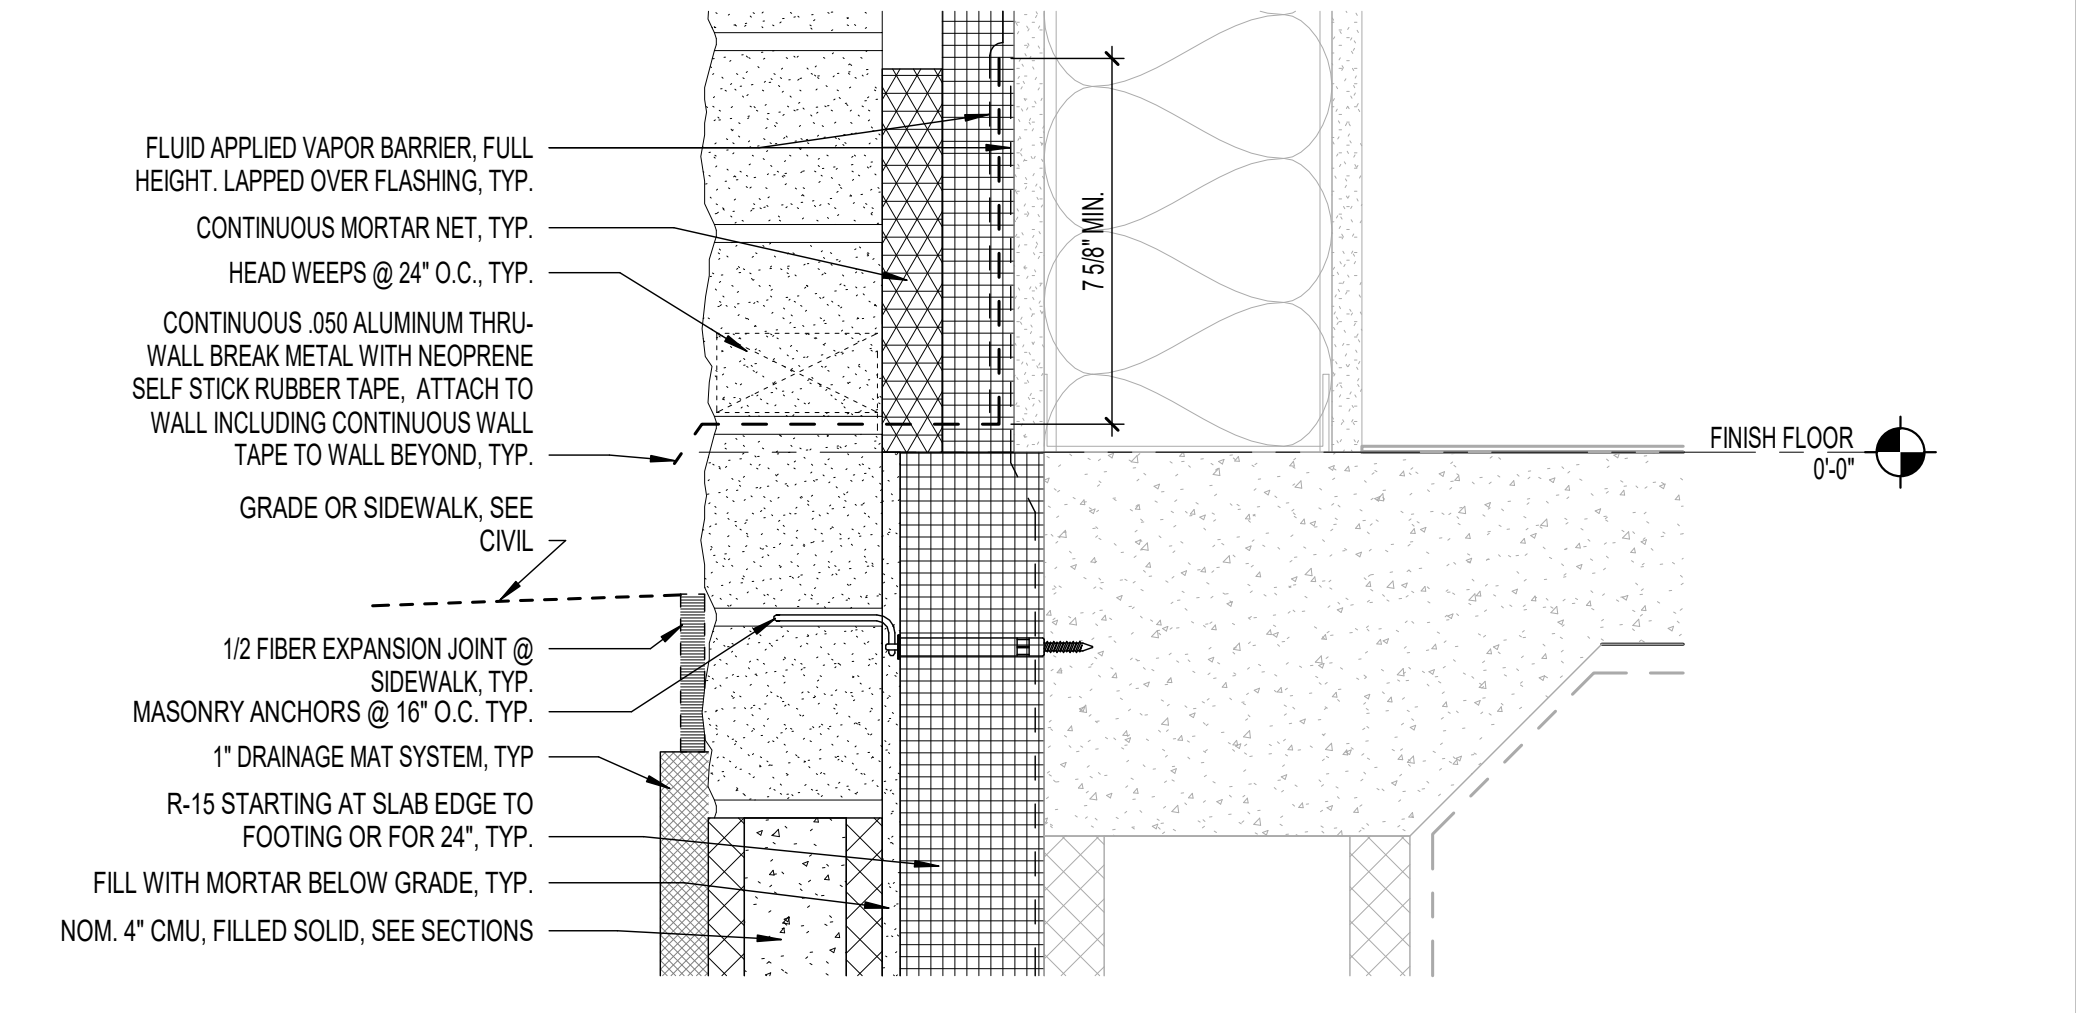 FLUID APPLIED VAPOR BARRIER, FULL
HEIGHT. LAPPED OVER FLASHING, TYP.
CONTINUOUS MORTAR NET, TYP.
HEAD WEEPS @ 24" O.C., TYP.
CONTINUOUS .050 ALUMINUM THRU-
WALL BREAK METAL WITH NEOPRENE
SELF STICK RUBBER TAPE, ATTACH TO
WALL INCLUDING CONTINUOUS WALL
TAPE TO WALL BEYOND, TYP.
GRADE OR SIDEWALK, SEE
CIVIL
1/2 FIBER EXPANSION JOINT @
SIDEWALK, TYP.
MASONRY ANCHORS @ 16" O.C. TYP.
1" DRAINAGE MAT SYSTEM, TYP
R-15 STARTING AT SLAB EDGE TO
FOOTING OR FOR 24", TYP.
FILL WITH MORTAR BELOW GRADE, TYP.
NOM. 4" CMU, FILLED SOLID, SEE SECTIONS
7 5/8" MIN.
FINISH FLOOR
0'-0"